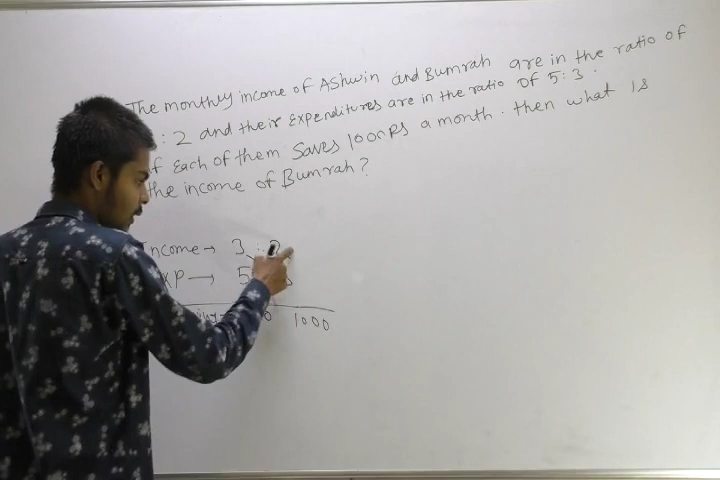 The monthly income of Ashwin and Bumrah are in the ratio of
: 2 and their expenditures are in the ratio of 5:3.
f Each of them Saves 1000Rs a month. then what is
the income of Bumrah?
ncome → 3 :
XP → 5
1000